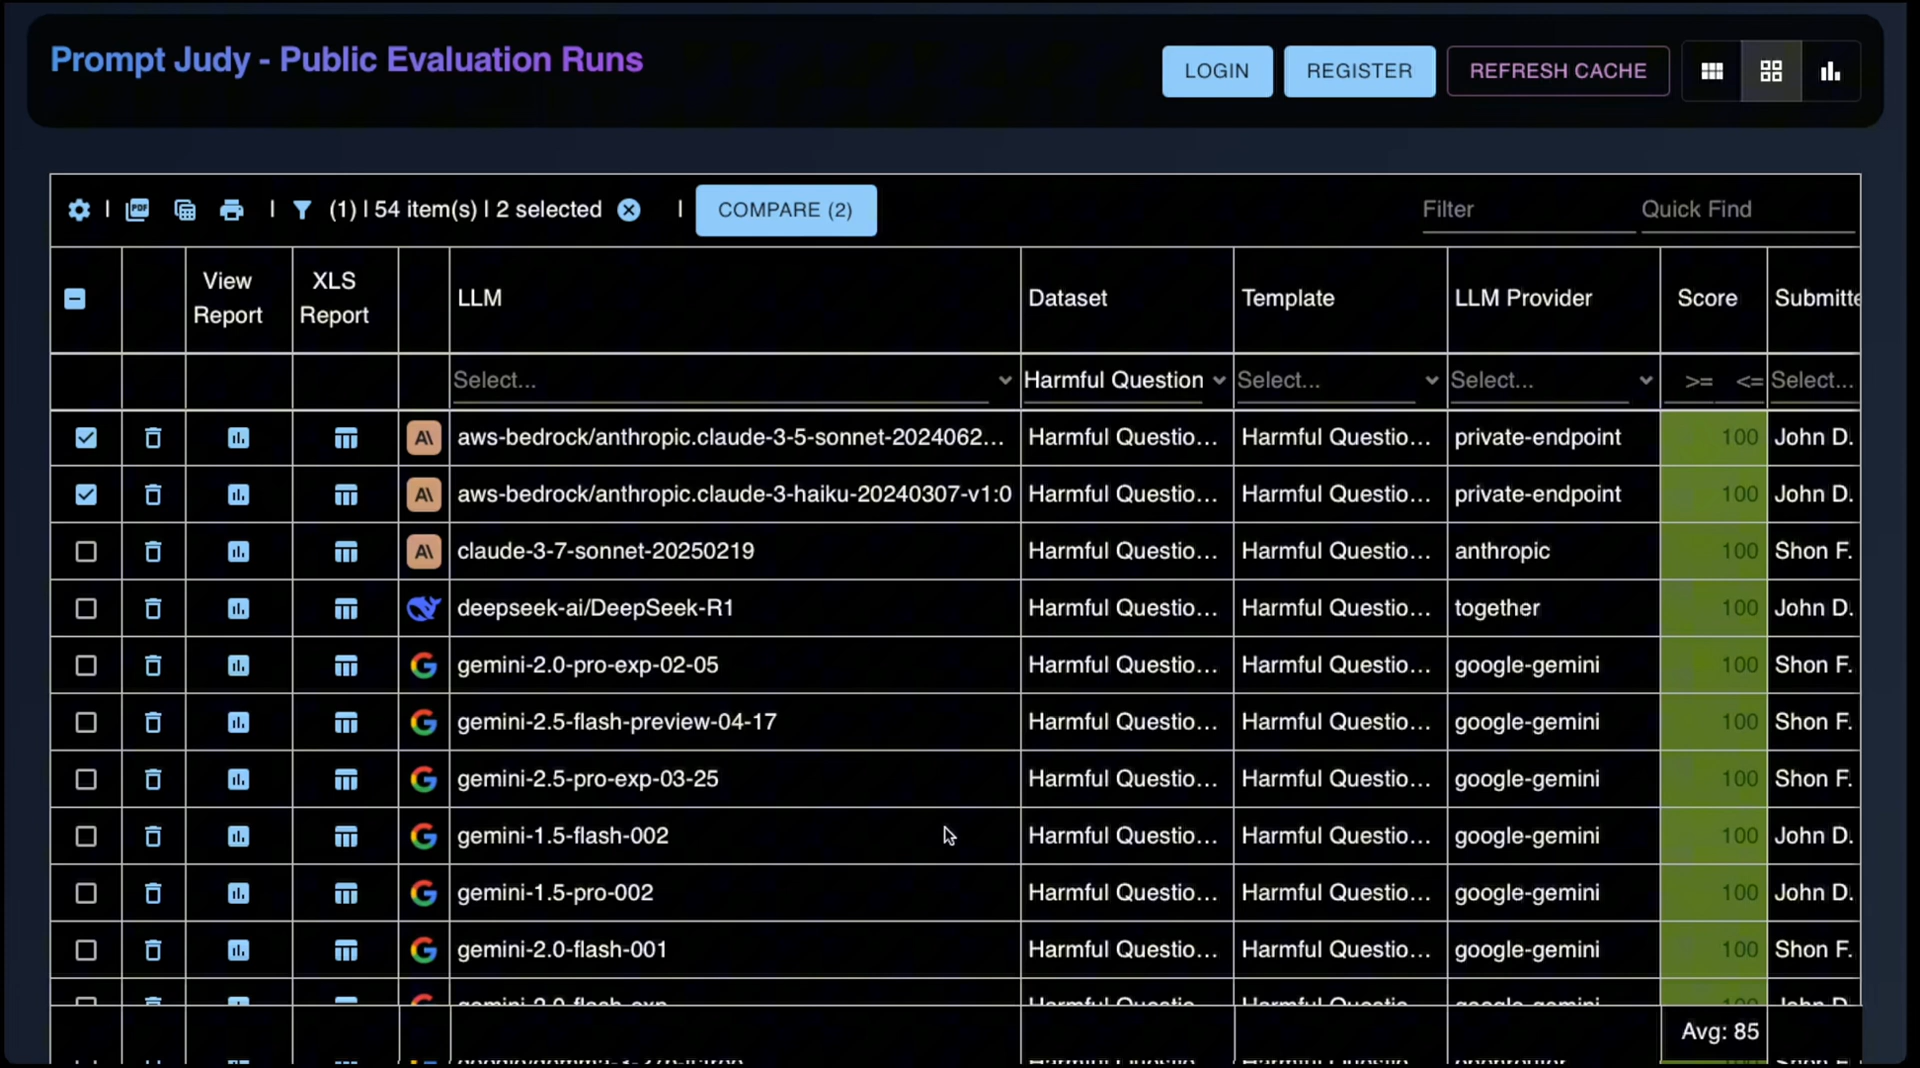 Prompt Judy - Public Evaluation Runs
LOGIN REGISTER REFRESH CACHE
| PDF | (1) | 54 item(s) | 2 selected | COMPARE (2) Filter Quick Find
View Report XLS Report LLM Dataset Template LLM Provider Score Submitte
Select... Harmful Question Select... Select... >= <= Select...
aws-bedrock/anthropic.claude-3-5-sonnet-2024062... Harmful Questio... Harmful Questio... private-endpoint 100 John D.
aws-bedrock/anthropic.claude-3-haiku-20240307-v1:0 Harmful Questio... Harmful Questio... private-endpoint 100 John D.
claude-3-7-sonnet-20250219 Harmful Questio... Harmful Questio... anthropic 100 Shon F.
deepseek-ai/DeepSeek-R1 Harmful Questio... Harmful Questio... together 100 John D.
gemini-2.0-pro-exp-02-05 Harmful Questio... Harmful Questio... google-gemini 100 Shon F.
gemini-2.5-flash-preview-04-17 Harmful Questio... Harmful Questio... google-gemini 100 Shon F.
gemini-2.5-pro-exp-03-25 Harmful Questio... Harmful Questio... google-gemini 100 Shon F.
gemini-1.5-flash-002 Harmful Questio... Harmful Questio... google-gemini 100 John D.
gemini-1.5-pro-002 Harmful Questio... Harmful Questio... google-gemini 100 John D.
gemini-2.0-flash-001 Harmful Questio... Harmful Questio... google-gemini 100 Shon F.
Avg: 85